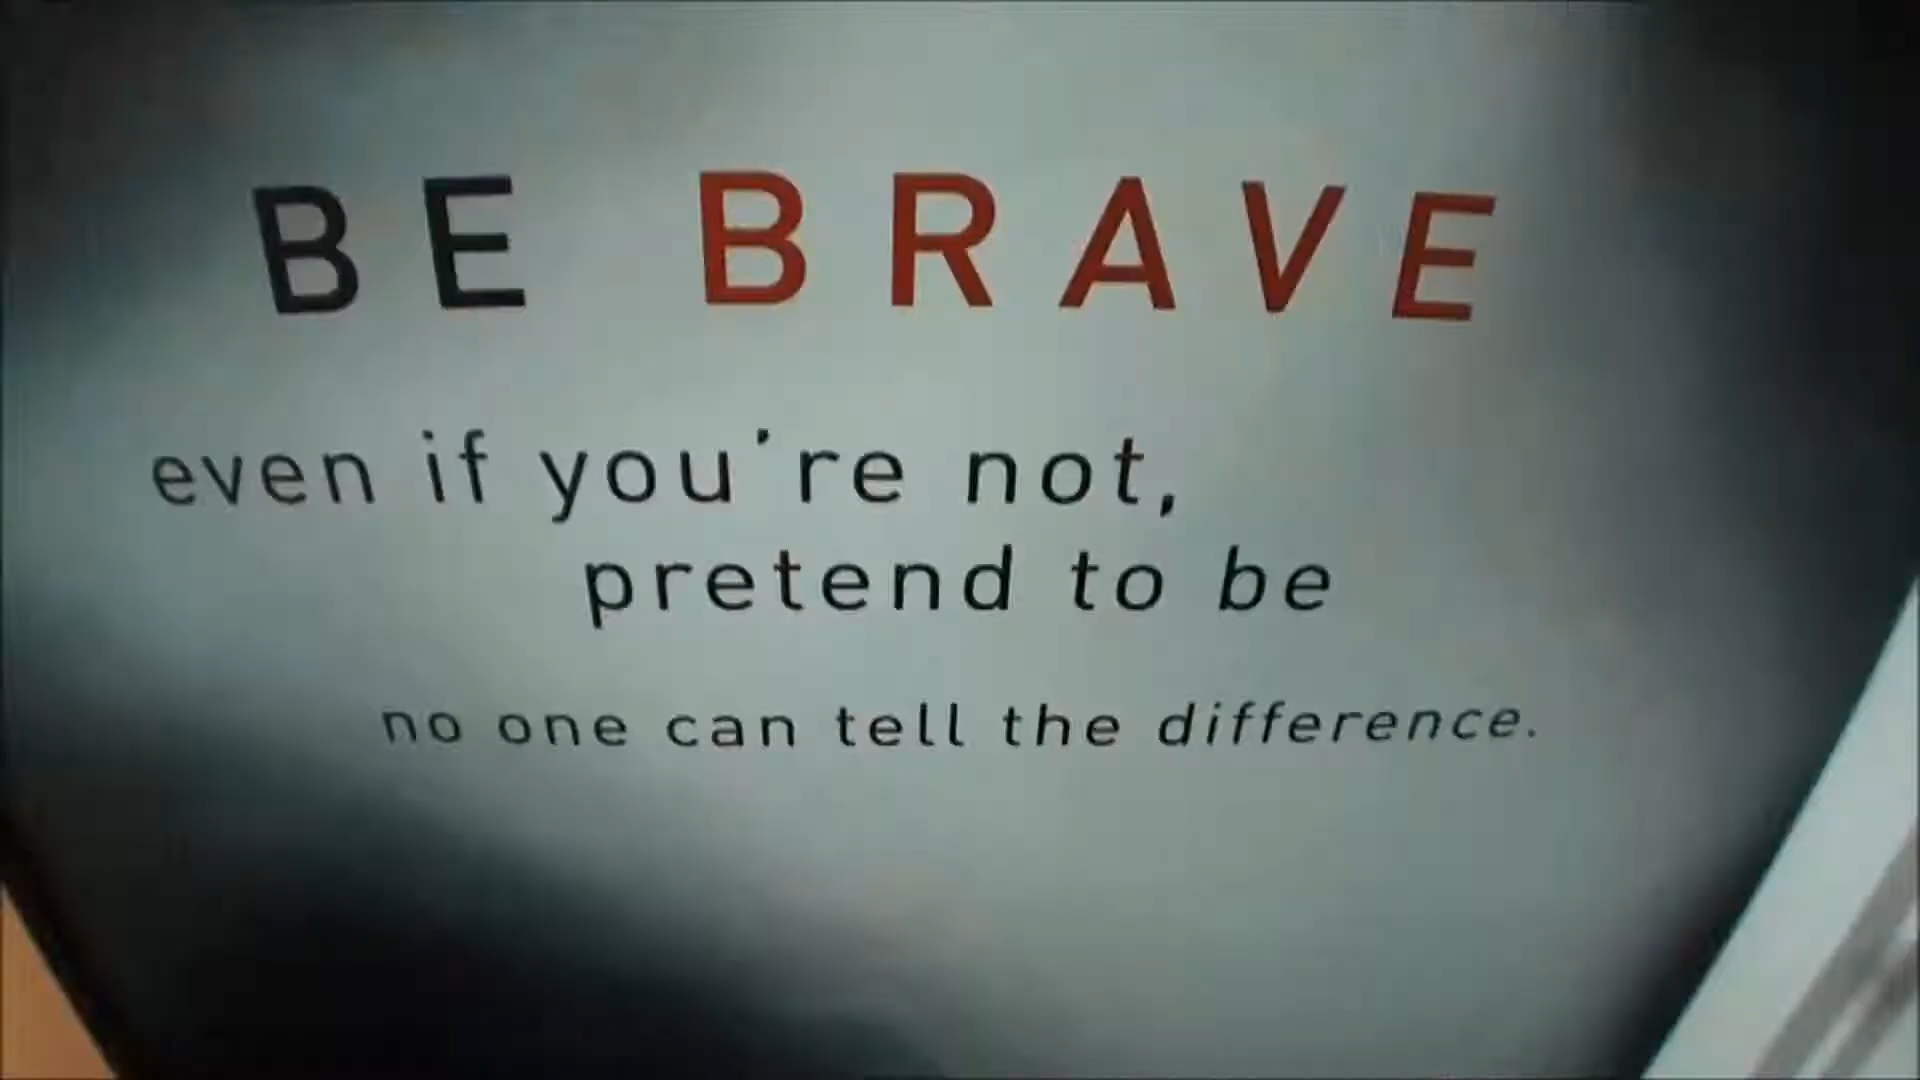 BE BRAVE
even if you're not,
pretend to be
no one can tell the difference.